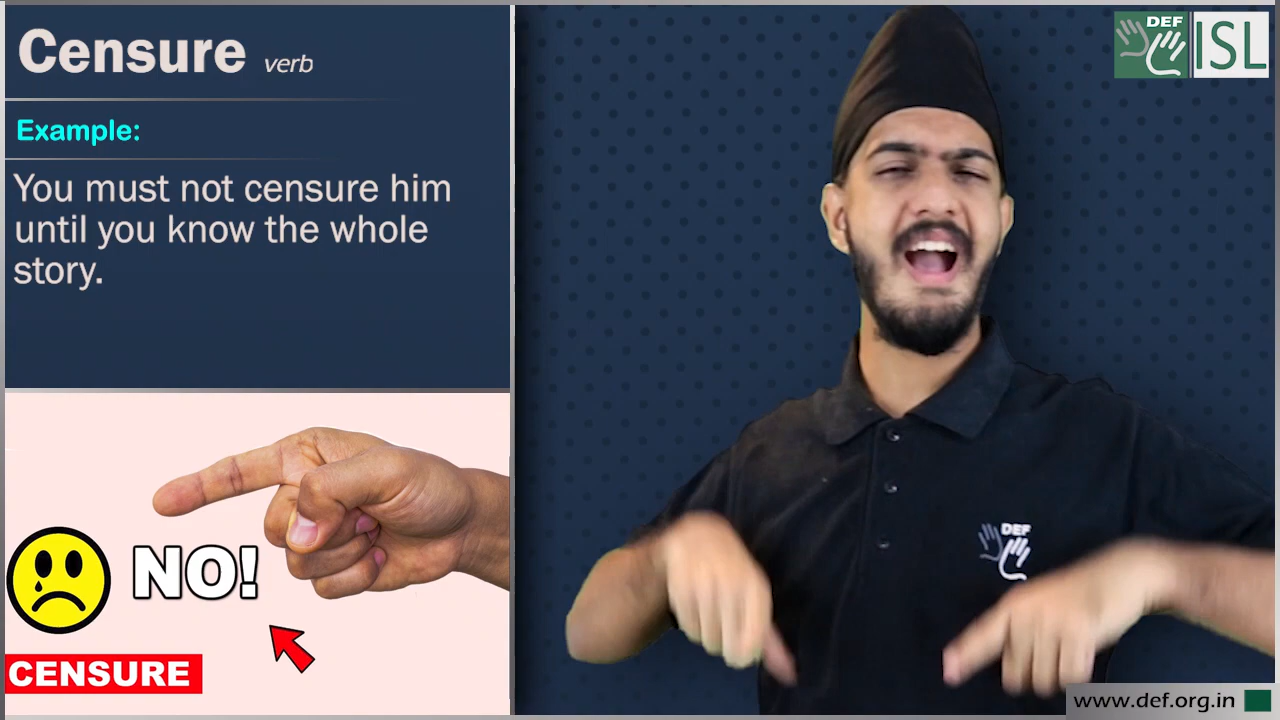 Censure verb
Example:
You must not censure him
until you know the whole
story.
NO!
CENSURE
DEF
ISL
DEF
www.def.org.in